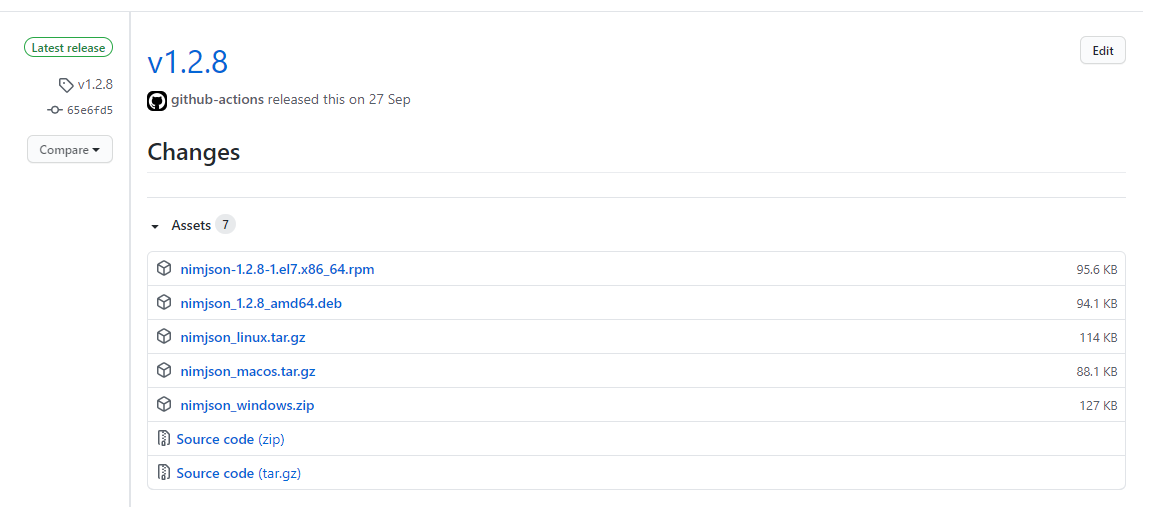 Latest release
v1.2.8
65e6fd5
Compare
v1.2.8
Edit
github-actions released this on 27 Sep
Changes
Assets 7
nimjson-1.2.8-1.el7.x86_64.rpm 95.6 KB
nimjson_1.2.8_amd64.deb 94.1 KB
nimjson_linux.tar.gz 114 KB
nimjson_macos.tar.gz 88.1 KB
nimjson_windows.zip 127 KB
Source code (zip)
Source code (tar.gz)